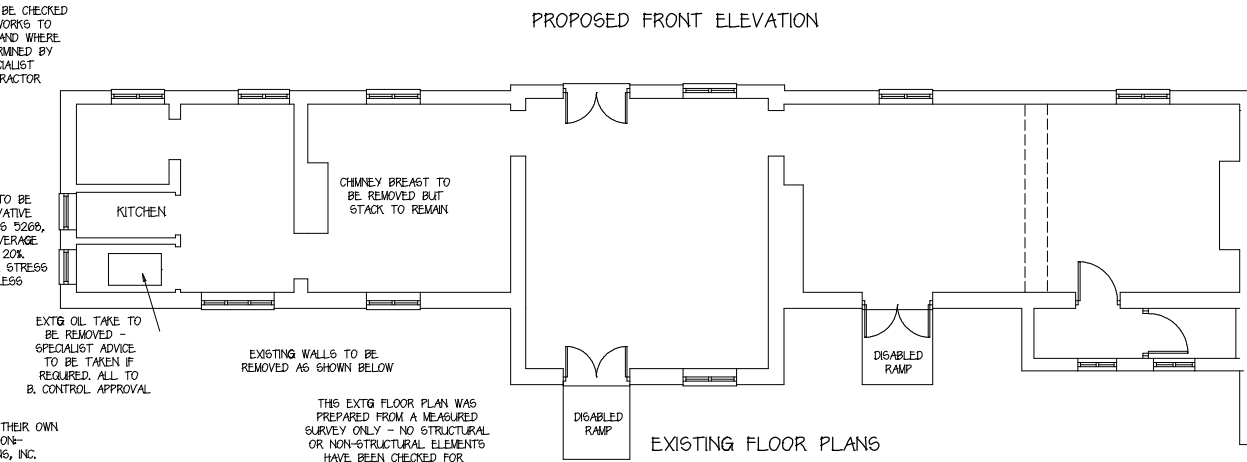 BE CHECKED
WORKS TO
AND WHERE
RMINED BY
CIALIST
RACTOR
PROPOSED FRONT ELEVATION
TO BE
VATIVE
S 5268,
VERAGE
20%.
STRESS
LESS
KITCHEN
CHIMNEY BREAST TO
BE REMOVED BUT
STACK TO REMAIN
EXTG OIL TAKE TO
BE REMOVED -
SPECIALIST ADVICE
TO BE TAKEN IF
REQUIRED. ALL TO
B. CONTROL APPROVAL
EXISTING WALLS TO BE
REMOVED AS SHOWN BELOW
DISABLED
RAMP
THEIR OWN
ON:-
NS, INC.
THIS EXTG FLOOR PLAN WAS
PREPARED FROM A MEASURED
SURVEY ONLY - NO STRUCTURAL
OR NON-STRUCTURAL ELEMENTS
HAVE BEEN CHECKED FOR
DISABLED
RAMP
EXISTING FLOOR PLANS